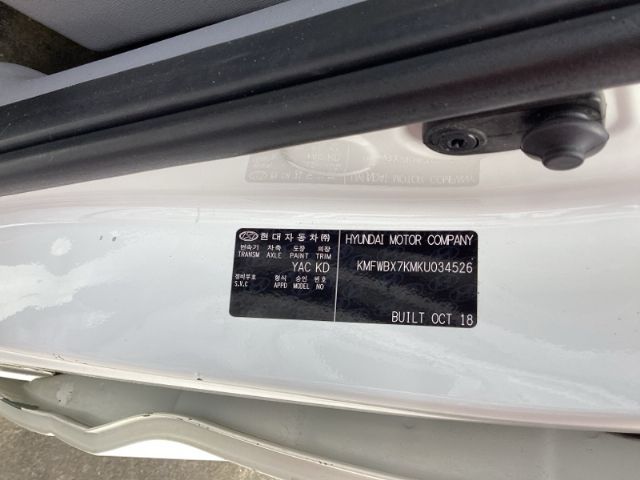 현대자동차㈜
변속기 차축 도장 의장
TRANSM AXLE PAINT TRIM
YAC KD
정비부호 형식 승인 번호
S.V.C APPD MODEL NO
HYUNDAI MOTOR COMPANY
KMFWBX7KMKU034526
BUILT OCT 18